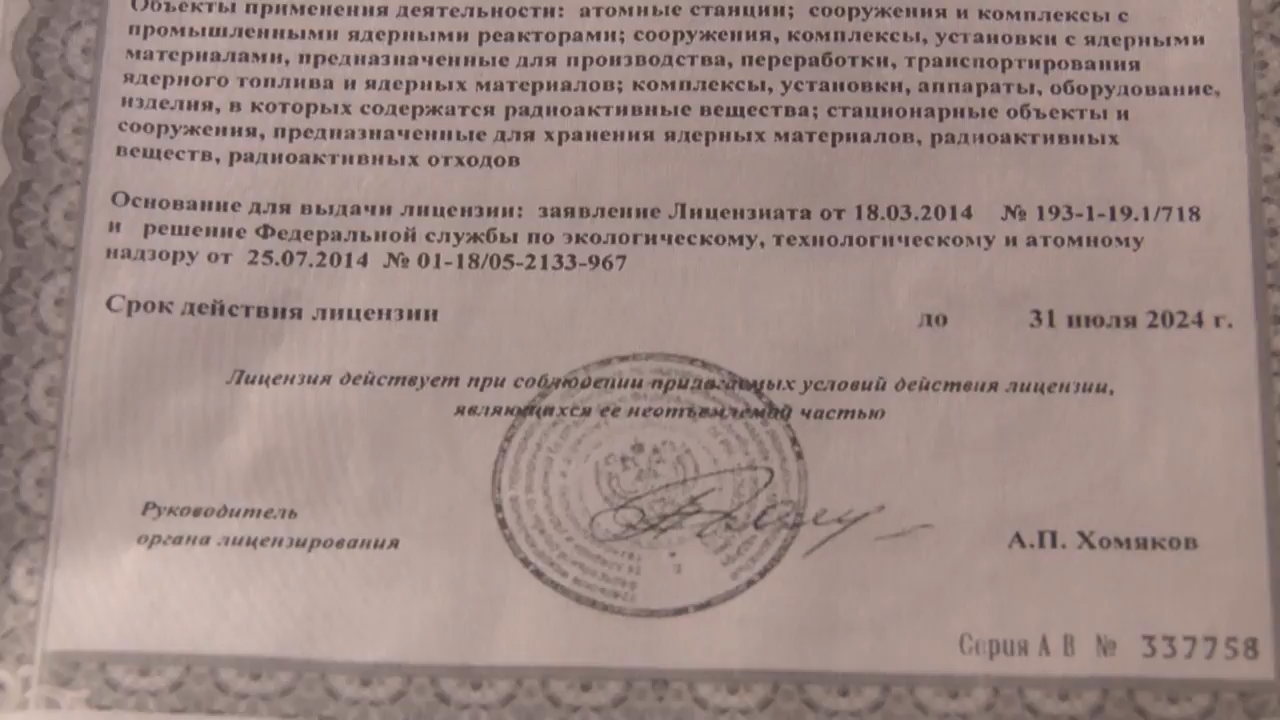 Объекты применения деятельности: атомные станции; сооружения и комплексы с
промышленными ядерными реакторами; сооружения, комплексы, установки с ядерными
материалами, предназначенные для производства, переработки, транспортирования
ядерного топлива и ядерных материалов; комплексы, установки, аппараты, оборудование,
изделия, в которых содержатся радиоактивные вещества; стационарные объекты и
сооружения, предназначенные для хранения ядерных материалов, радиоактивных
веществ, радиоактивных отходов
Основание для выдачи лицензии: заявление Лицензиата от 18.03.2014 № 193-1-19.1/718
и решение Федеральной службы по экологическому, технологическому и атомному
надзору от 25.07.2014 № 01-18/05-2133-967
Срок действия лицензии до 31 июля 2024 г.
Лицензия действует при соблюдении прилагаемых условий действия лицензии,
являющихся ее неотъемлемой частью
Руководитель
органа лицензирования
А.П. Хомяков
Серия А В № 337758